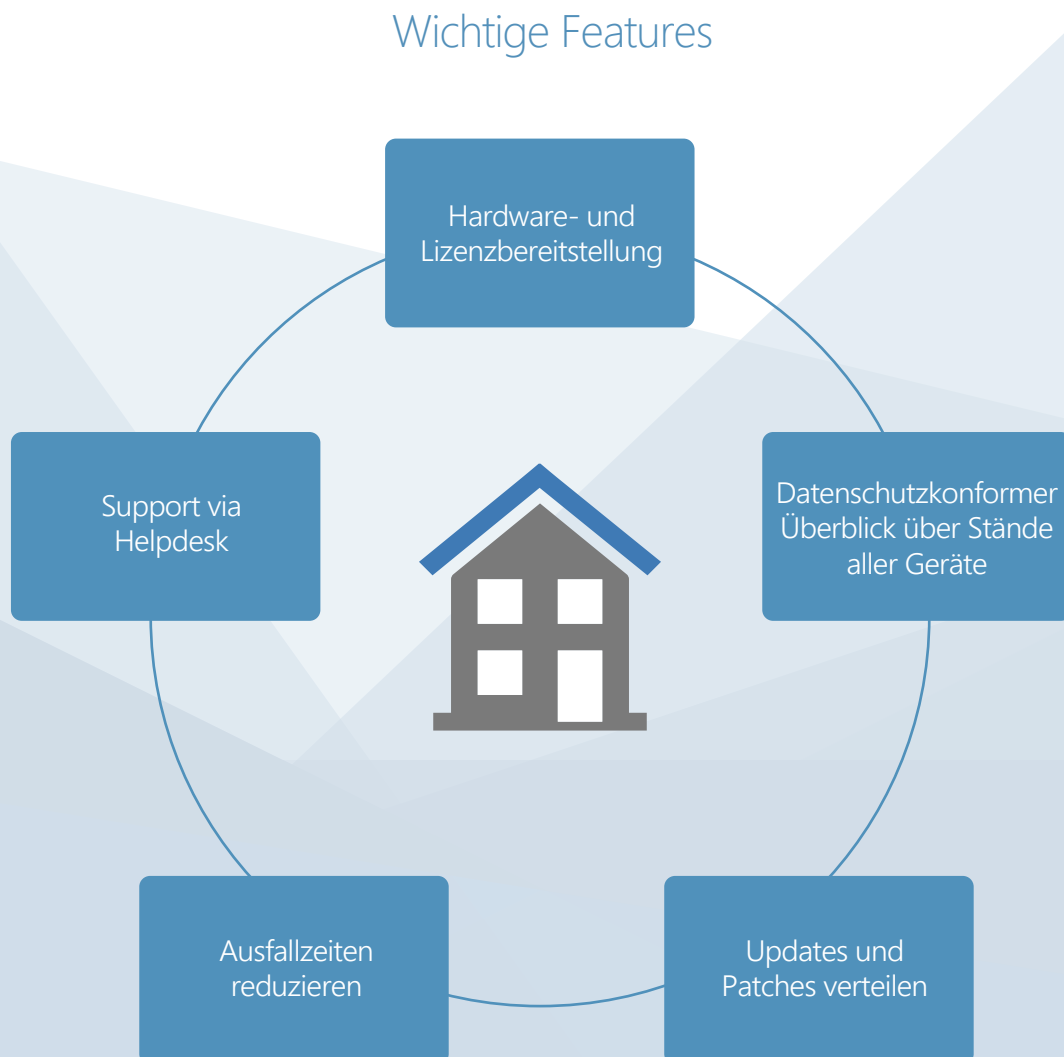 Wichtige Features
Hardware- und
Lizenzbereitstellung
Datenschutzkonformer
Überblick über Stände
aller Geräte
Updates und
Patches verteilen
Ausfallzeiten
reduzieren
Support via
Helpdesk